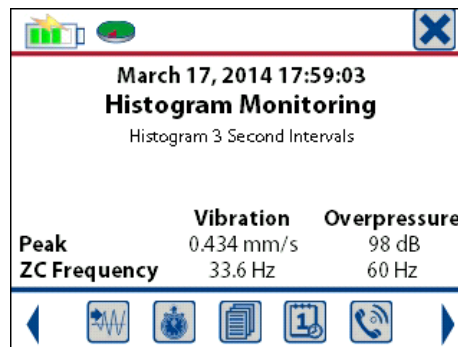 March 17, 2014 17:59:03
Histogram Monitoring
Histogram 3 Second Intervals
Vibration Overpressure
Peak 0.434 mm/s 98 dB
ZC Frequency 33.6 Hz 60 Hz
1